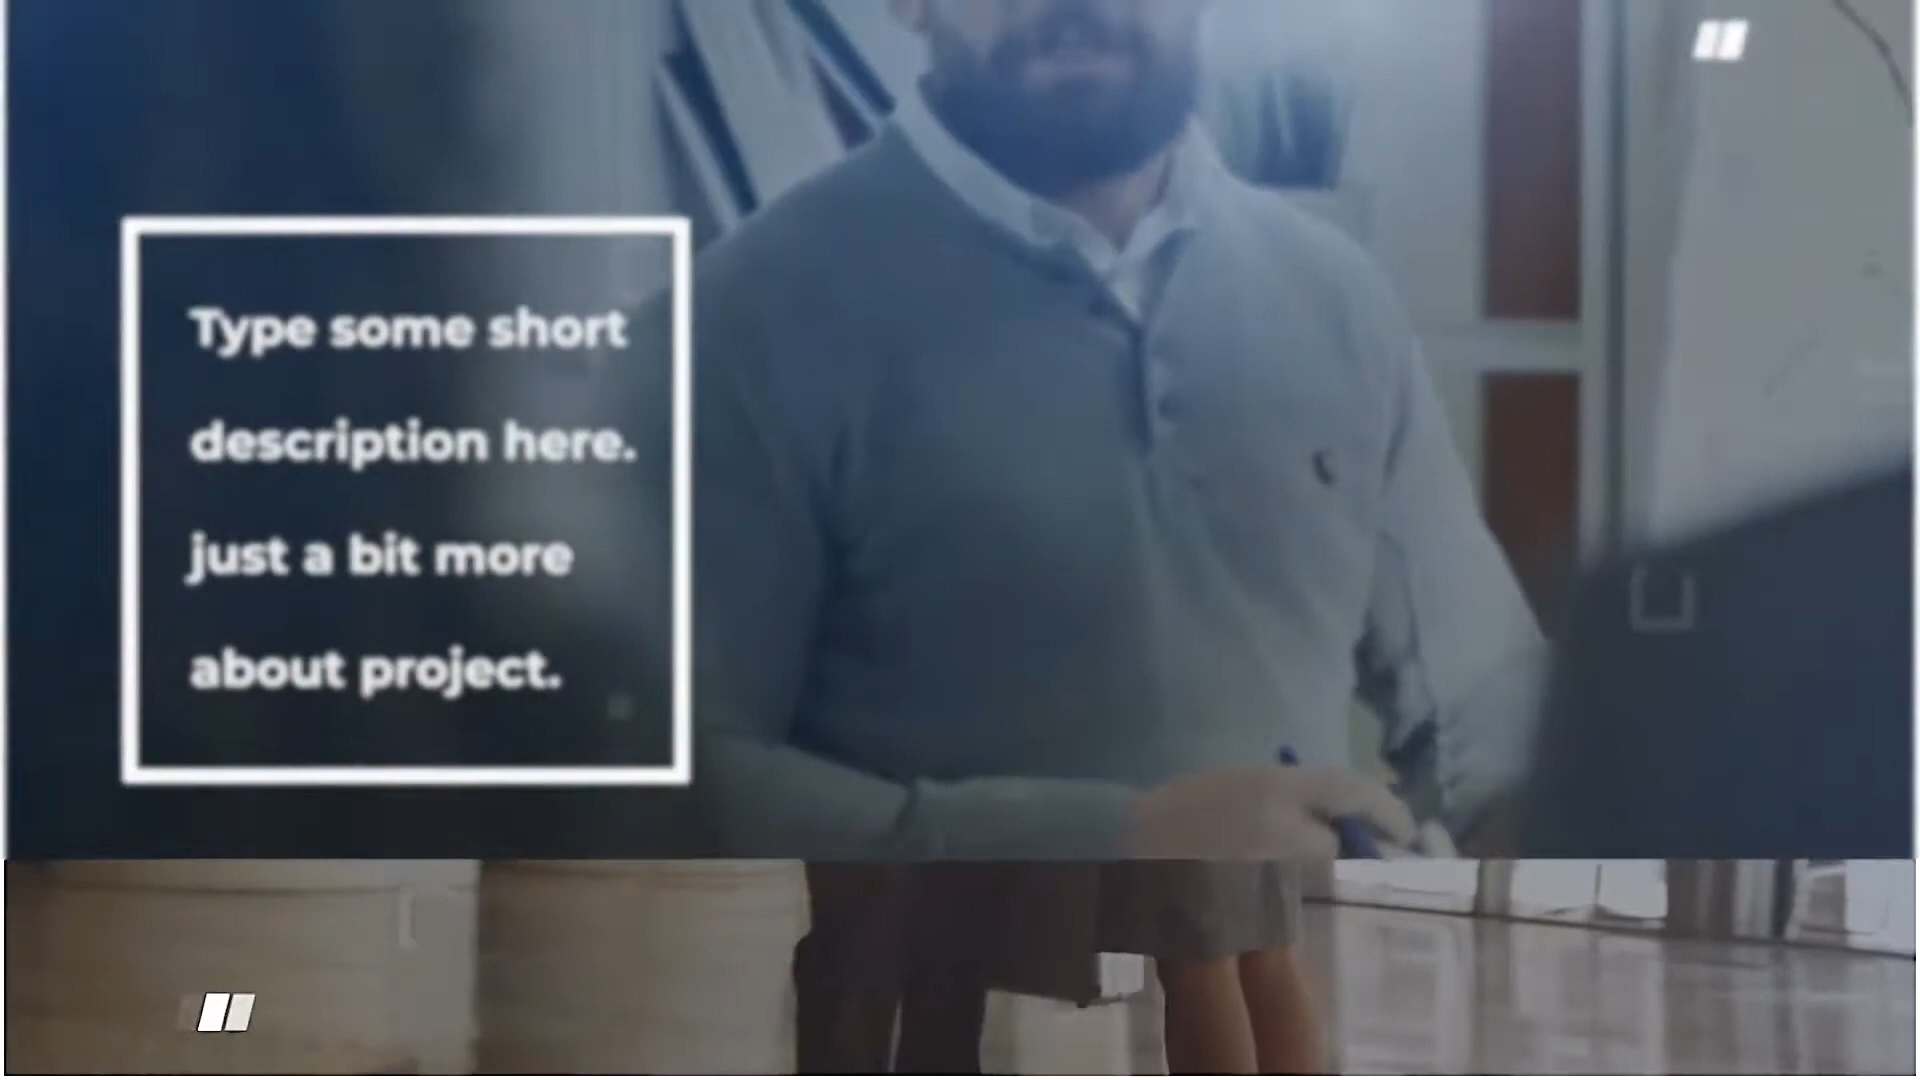 Type some short
description here.
just a bit more
about project.